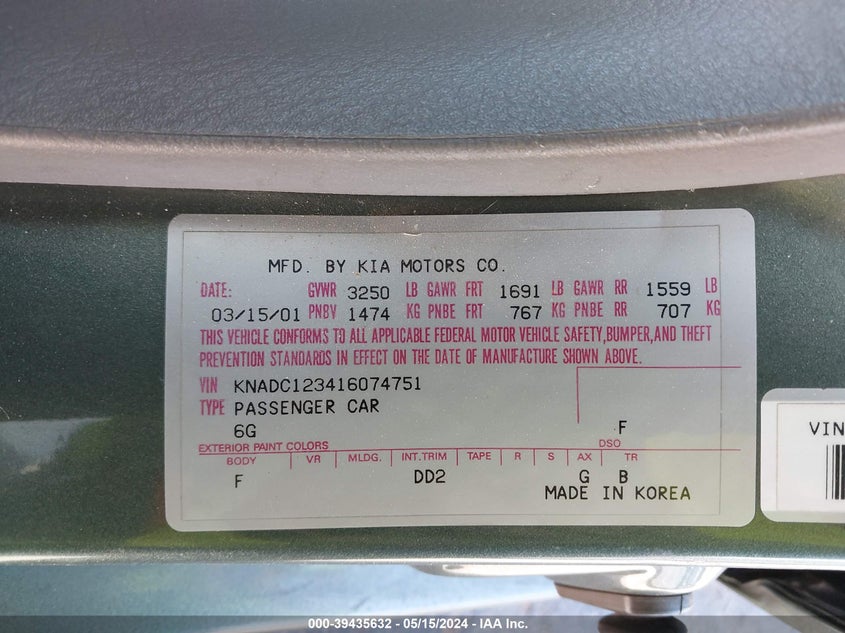 MFD. BY KIA MOTORS CO.
DATE: GVWR 3250 LB GAWR FRT 1691 LB GAWR RR 1559 LB
03/15/01 PNBV 1474 KG PNBE FRT 767 KG PNBE RR 707 KG
THIS VEHICLE CONFORMS TO ALL APPLICABLE FEDERAL MOTOR VEHICLE SAFETY,BUMPER,AND THEFT
PREVENTION STANDARDS IN EFFECT ON THE DATE OF MANUFACTURE SHOWN ABOVE.
VIN KNADC123416074751
TYPE PASSENGER CAR
6G F
EXTERIOR PAINT COLORS DSO
BODY VR MLDG. INT.TRIM TAPE R S AX TR
F DD2 G B
MADE IN KOREA
VIN
000-39435632 - 05/15/2024 - IAA Inc.